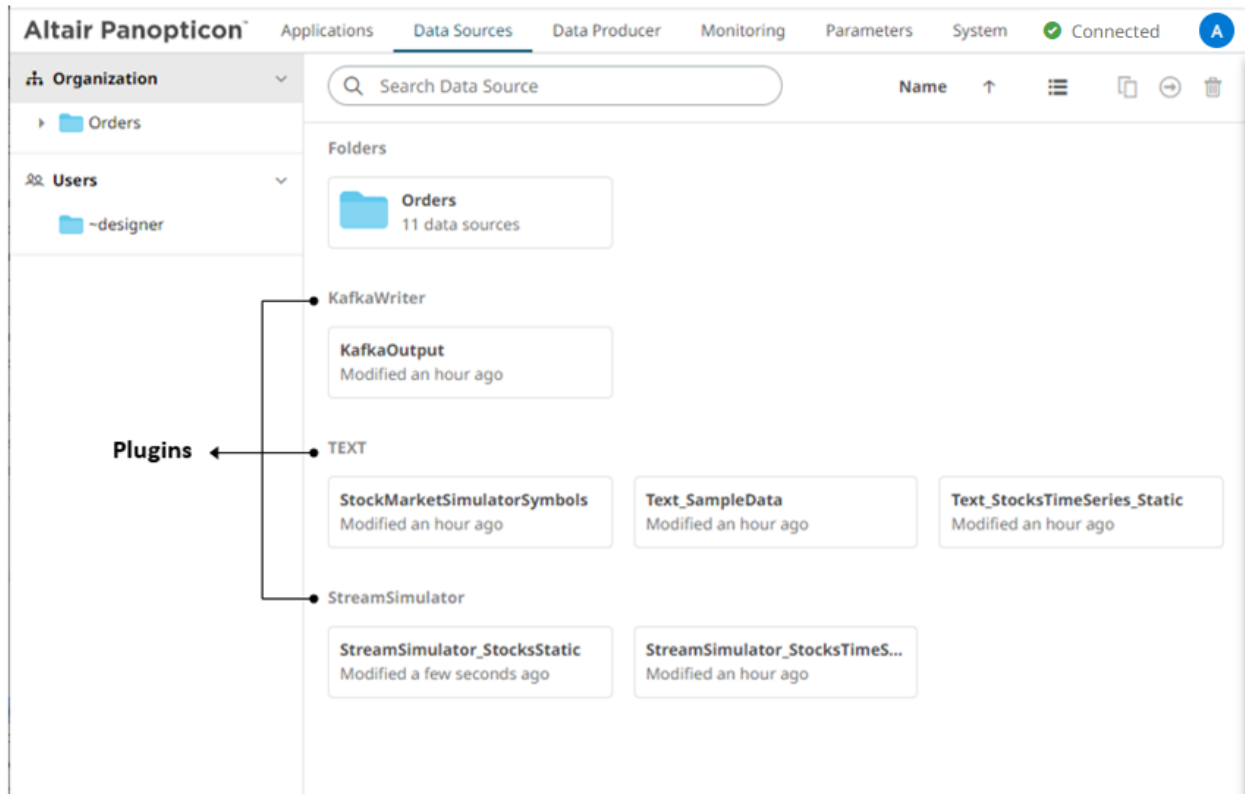 Altair Panopticon™
Applications
Data Sources
Data Producer
Monitoring
Parameters
System
Connected
A
Organization
Orders
Users
~designer
Search Data Source
Name
Folders
Orders
11 data sources
KafkaWriter
KafkaOutput
Modified an hour ago
Plugins
TEXT
StockMarketSimulatorSymbols
Modified an hour ago
Text_SampleData
Modified an hour ago
Text_StocksTimeSeries_Static
Modified an hour ago
StreamSimulator
StreamSimulator_StocksStatic
Modified a few seconds ago
StreamSimulator_StocksTimeS...
Modified an hour ago